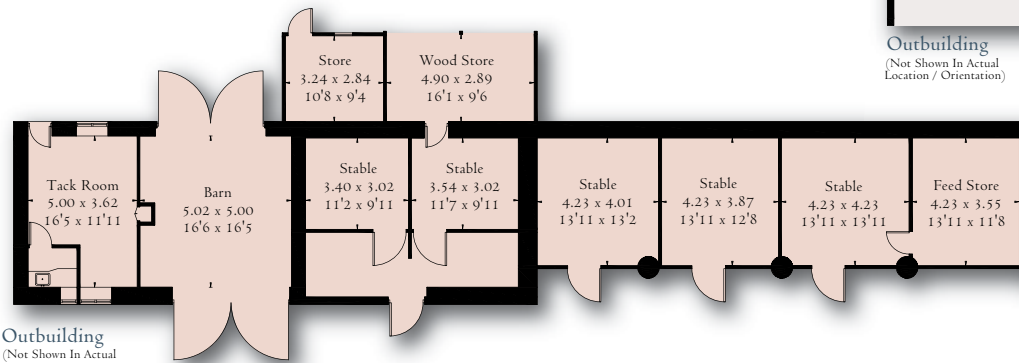 Outbuilding
(Not Shown In Actual
Location / Orientation)
Store
3.24 x 2.84
10'8 x 9'4
Wood Store
4.90 x 2.89
16'1 x 9'6
Tack Room
5.00 x 3.62
16'5 x 11'11
Barn
5.02 x 5.00
16'6 x 16'5
Stable
3.40 x 3.02
11'2 x 9'11
Stable
3.54 x 3.02
11'7 x 9'11
Stable
4.23 x 4.01
13'11 x 13'2
Stable
4.23 x 3.87
13'11 x 12'8
Stable
4.23 x 4.23
13'11 x 13'11
Feed Store
4.23 x 3.55
13'11 x 11'8
Outbuilding
(Not Shown In Actual